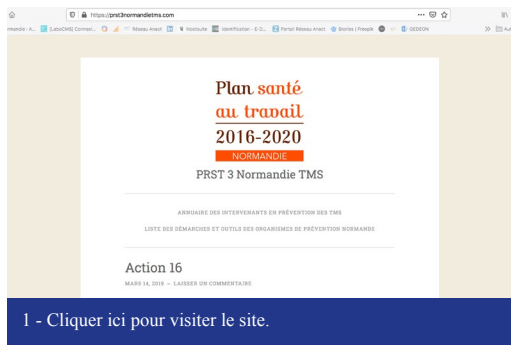 https://prst3normandietms.com
Plan santé
au travail
2016-2020
NORMANDIE
PRST 3 Normandie TMS
ANNUAIRE DES INTERVENANTS EN PRÉVENTION DES TMS
LISTE DES DÉMARCHES ET OUTILS DES ORGANISMES DE PRÉVENTION NORMANDS
Action 16
MARS 14, 2019 ~ LAISSER UN COMMENTAIRE
1 - Cliquer ici pour visiter le site.